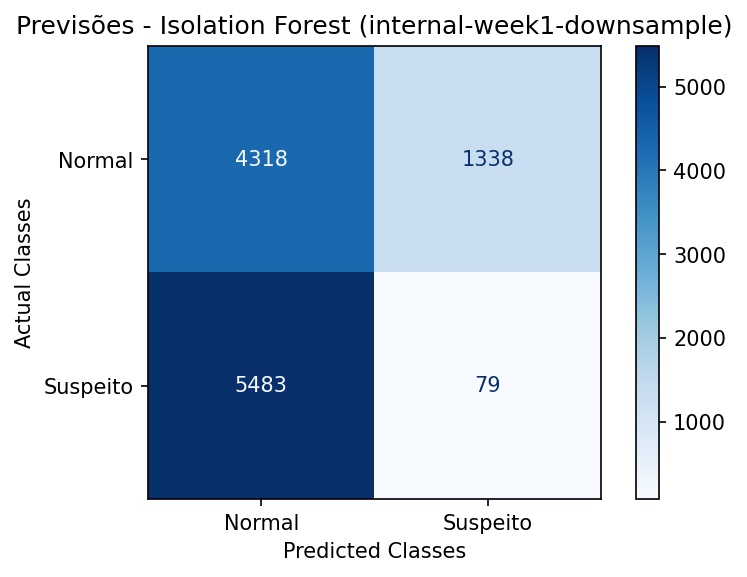 Previsões - Isolation Forest (internal-week1-downsample)
Normal
4318
1338
Suspeito
5483
79
Normal
Suspeito
Predicted Classes
Actual Classes
5000
4000
3000
2000
1000